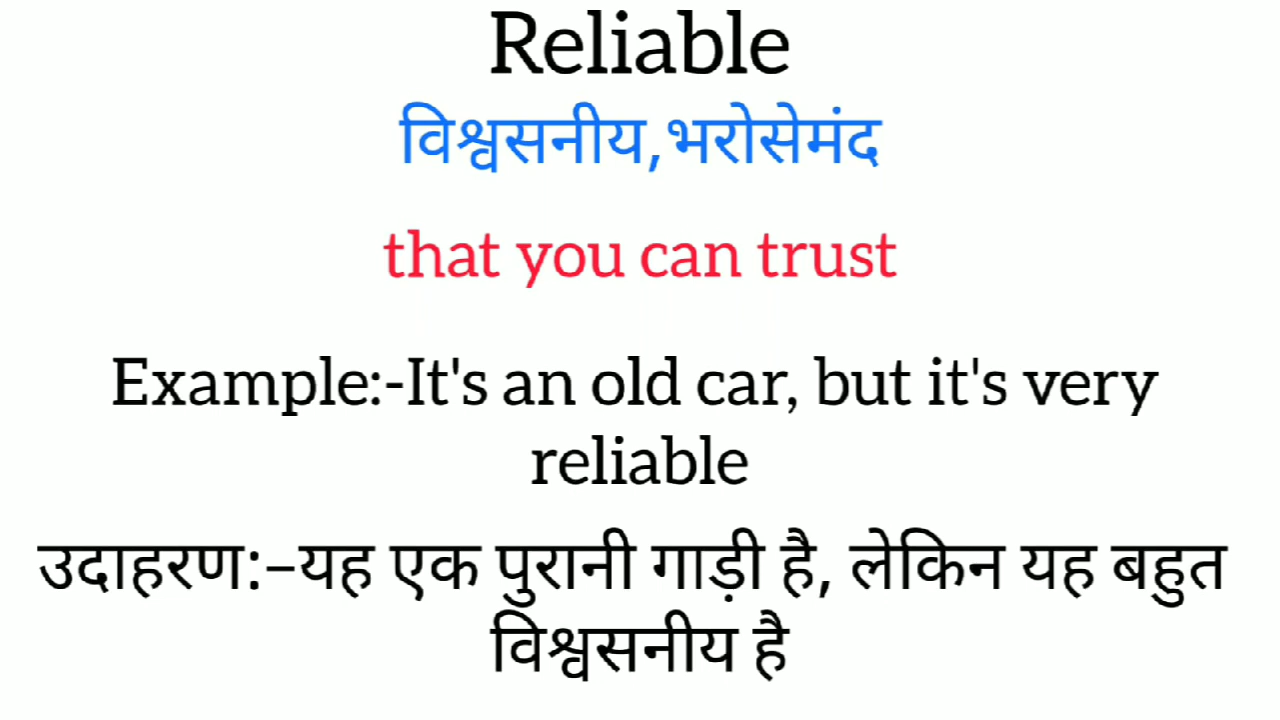 Reliable
विश्वसनीय,भरोसेमंद
that you can trust
Example:-It's an old car, but it's very
reliable
उदाहरण:–यह एक पुरानी गाड़ी है, लेकिन यह बहुत
विश्वसनीय है